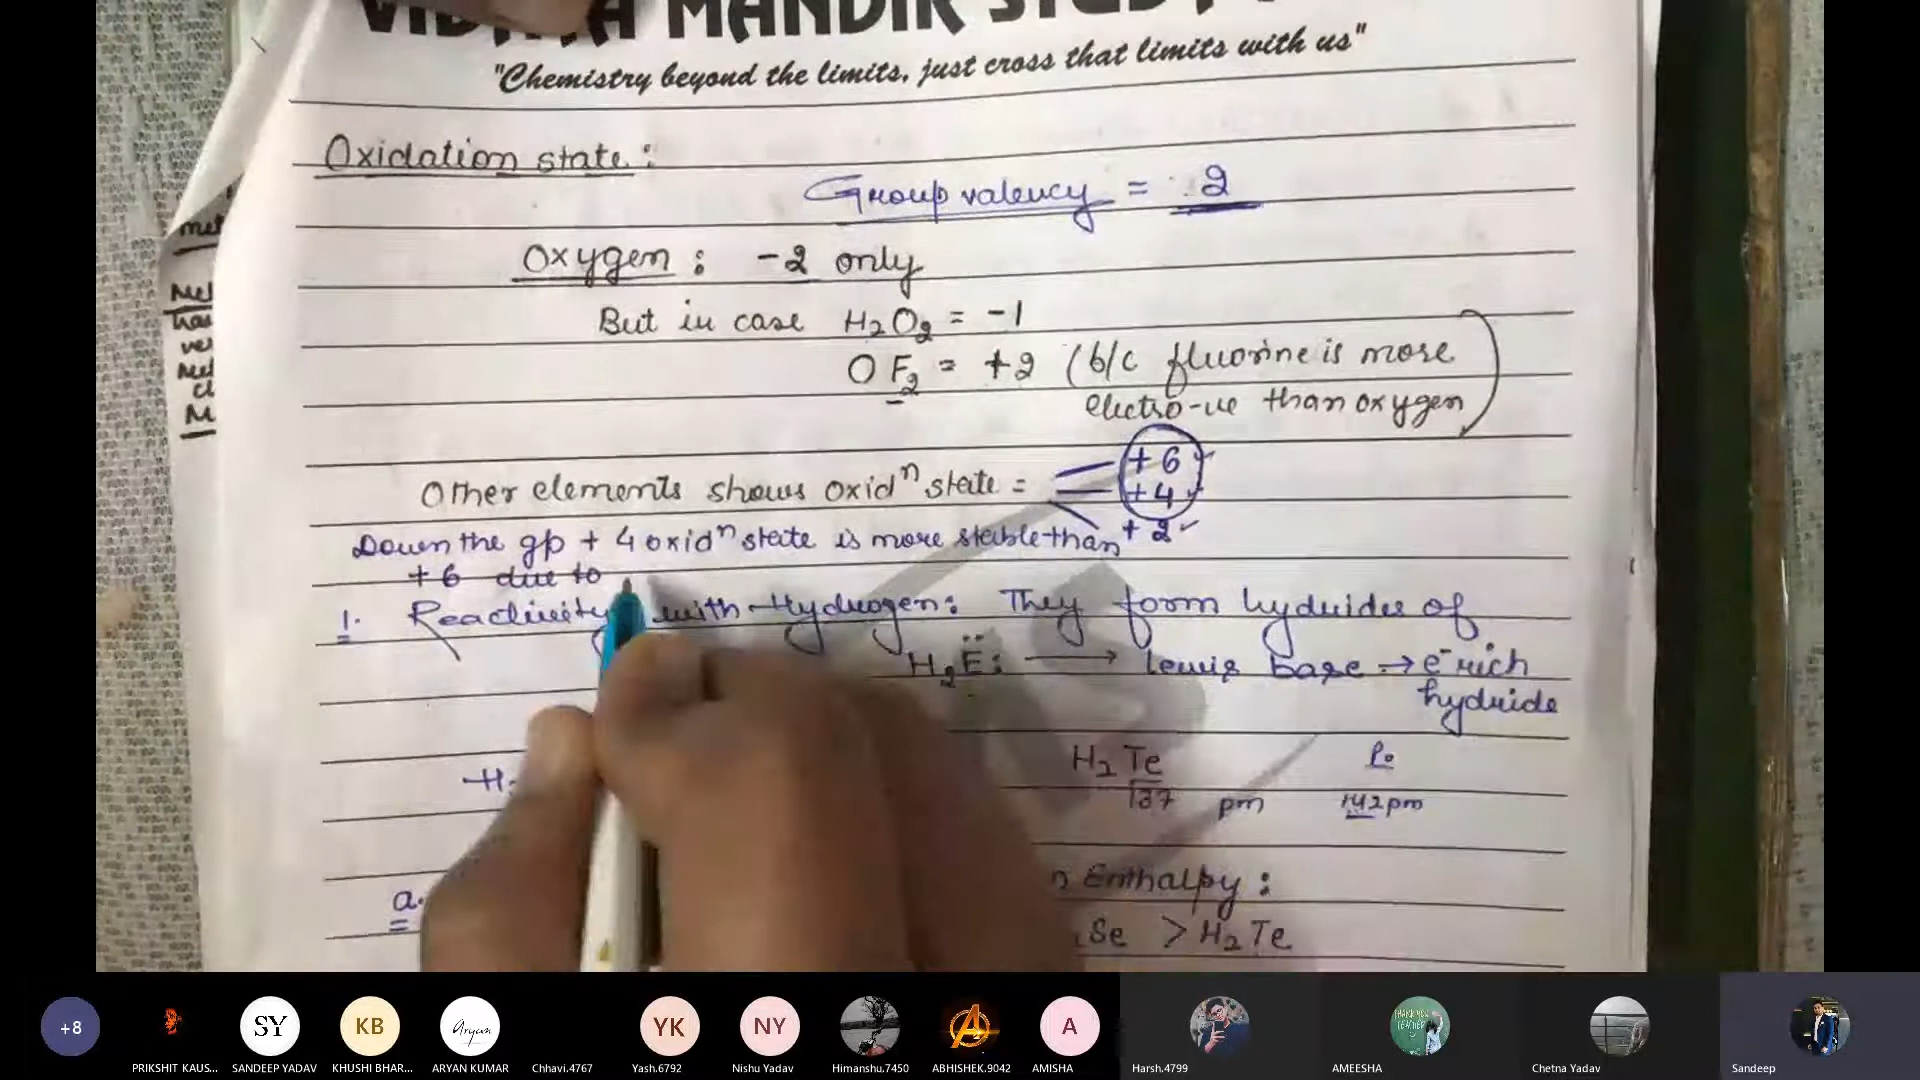 "Chemistry beyond the limits, just cross that limits with us"
Oxidation state:
Group valency = 2
Oxygen : -2 only
But in case H2O2 = -1
OF2 = +2 (b/c fluorine is more
electro-ve than oxygen)
Other elements shows oxidn state = +6
+4
+2
Down the gp +4 oxidn state is more stable than
+6 due to
1. Reactivity with Hydrogen: They form hydrides of
H2E: → lewis base → e- rich
hydride
H2Te Po
137 pm 142pm
a.
Enthalpy :
Se > H2Te
+8
SY
KB
Aryan
YK
NY
A
PRIKSHIT KAUS...
SANDEEP YADAV
KHUSHI BHAR...
ARYAN KUMAR
Chhavi.4767
Yash.6792
Nishu Yadav
Himanshu.7450
ABHISHEK.9042
AMISHA
Harsh.4799
AMEESHA
Chetna Yadav
Sandeep